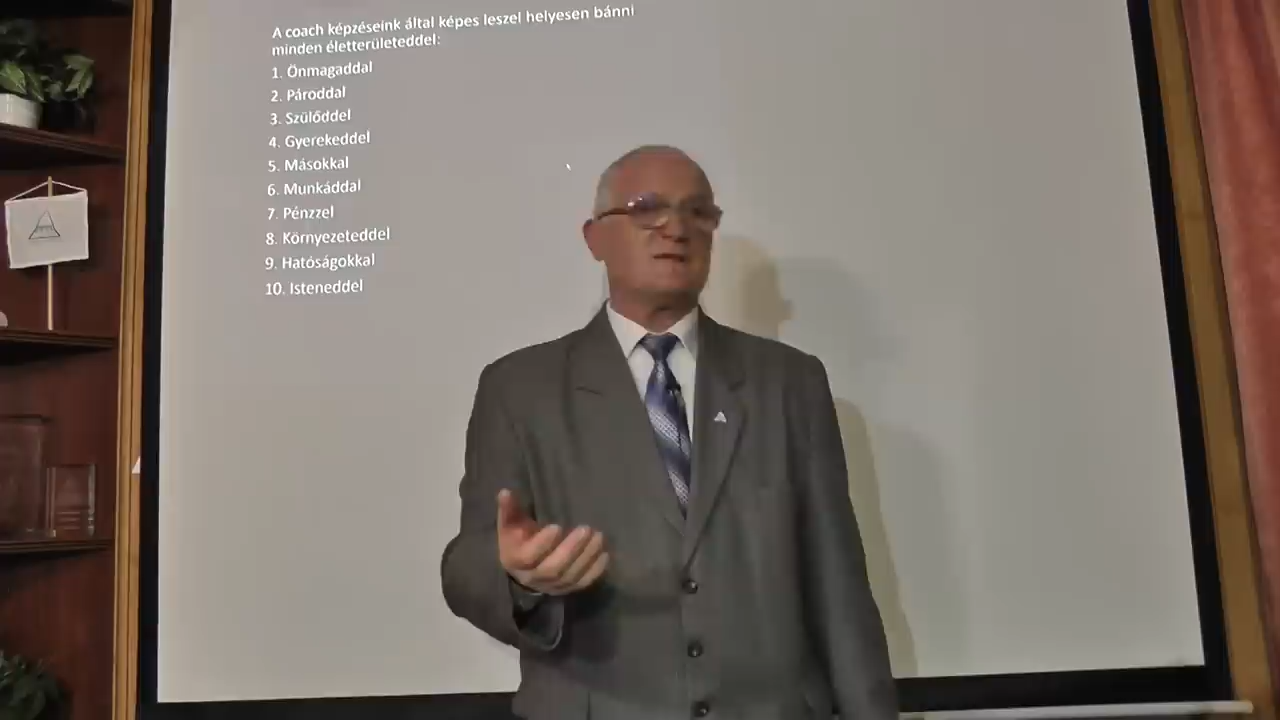 A coach képzéseink által képes leszel helyesen bánni
minden életterületeddel:
1. Önmagaddal
2. Pároddal
3. Szülőddel
4. Gyerekeddel
5. Másokkal
6. Munkáddal
7. Pénzzel
8. Környezeteddel
9. Hatóságokkal
10. Isteneddel